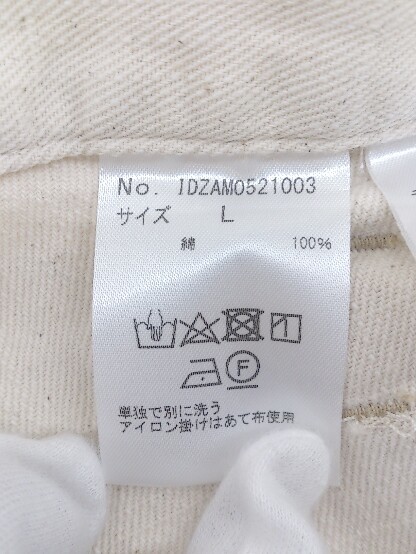 No. IDZAM0521003
サイズ L
綿 100%
F
単独で別に洗う
アイロン掛けはあて布使用